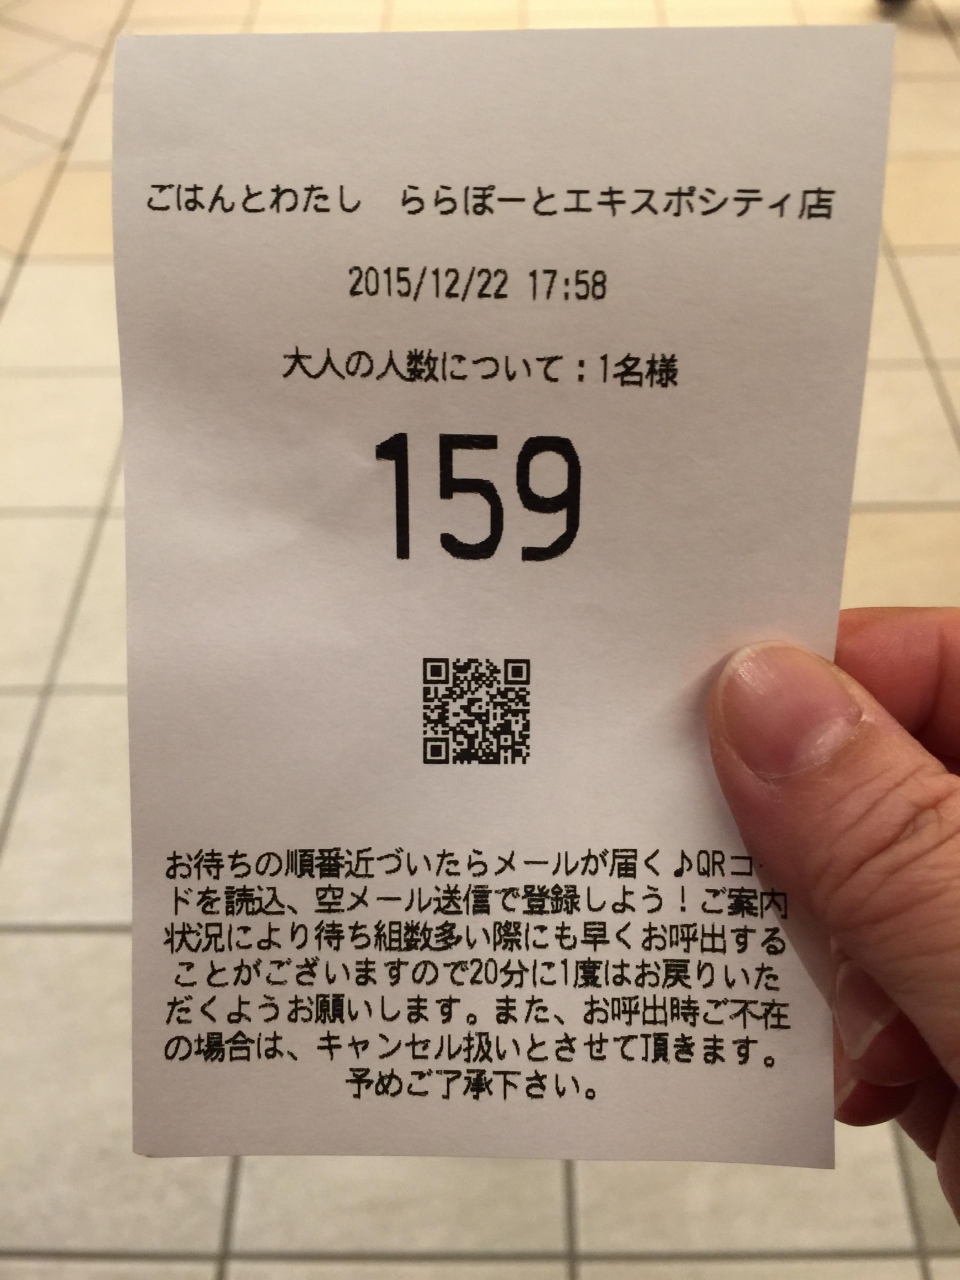 ごはんとわたし　ららぽーとエキスポシティ店
2015/12/22 17:58
大人の人数について：1名様
159
お待ちの順番近づいたらメールが届く♪QRコ
ドを読込、空メール送信で登録しよう！ご案内
状況により待ち組数多い際にも早くお呼出する
ことがございますので20分に1度はお戻りいた
だくようお願いします。また、お呼出時ご不在
の場合は、キャンセル扱いとさせて頂きます。
予めご了承下さい。